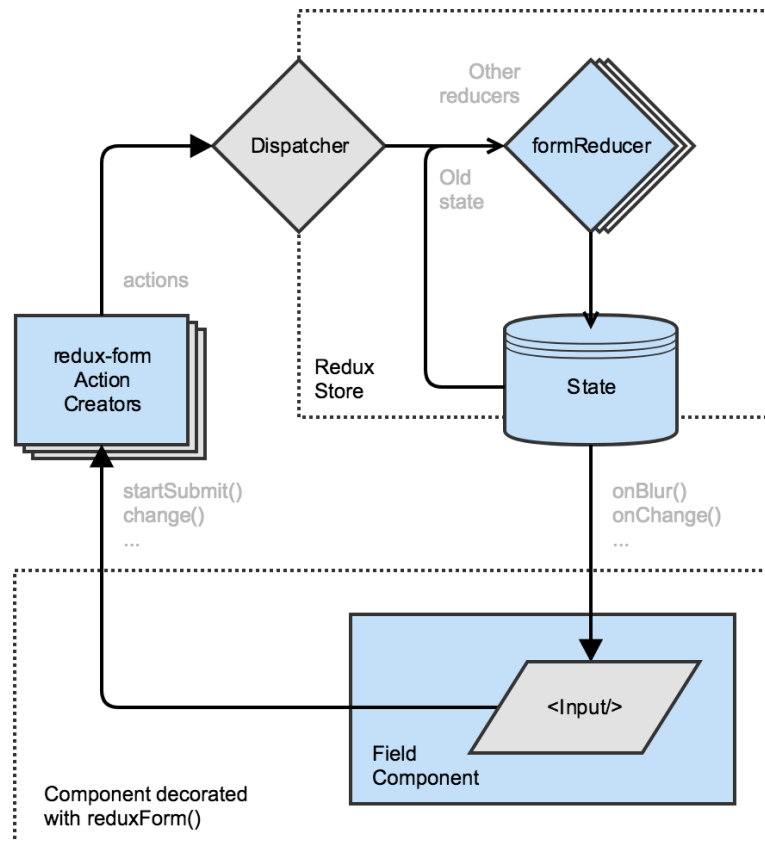 Other
reducers
Dispatcher
formReducer
Old
state
actions
redux-form
Action
Creators
Redux
Store
State
startSubmit()
change()
...
onBlur()
onChange()
...
<Input/>
Field
Component
Component decorated
with reduxForm()